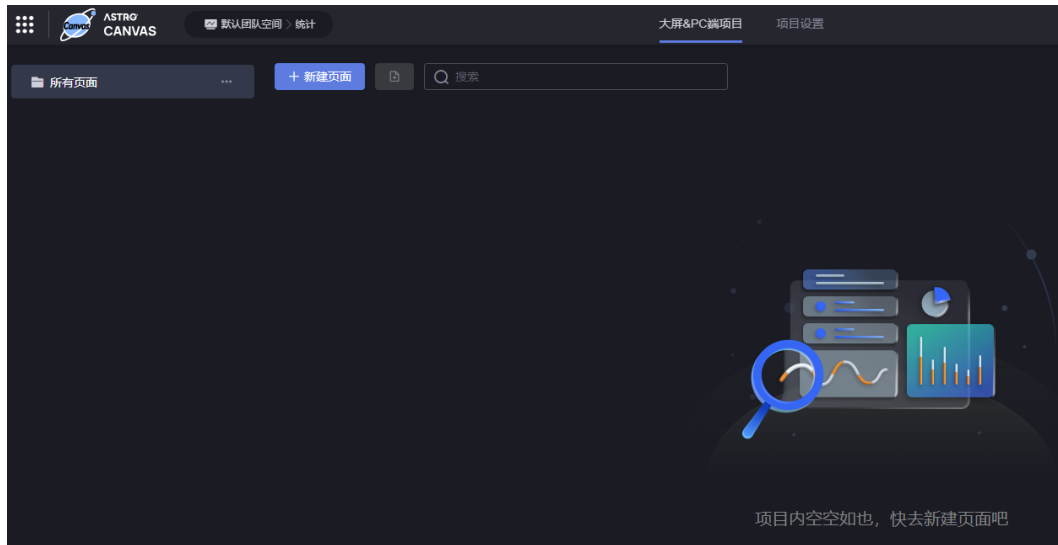 Canvas
ASTRO
CANVAS
默认团队空间 > 统计
大屏&PC端项目
项目设置
所有页面
...
+ 新建页面
搜索
项目内空空如也，快去新建页面吧